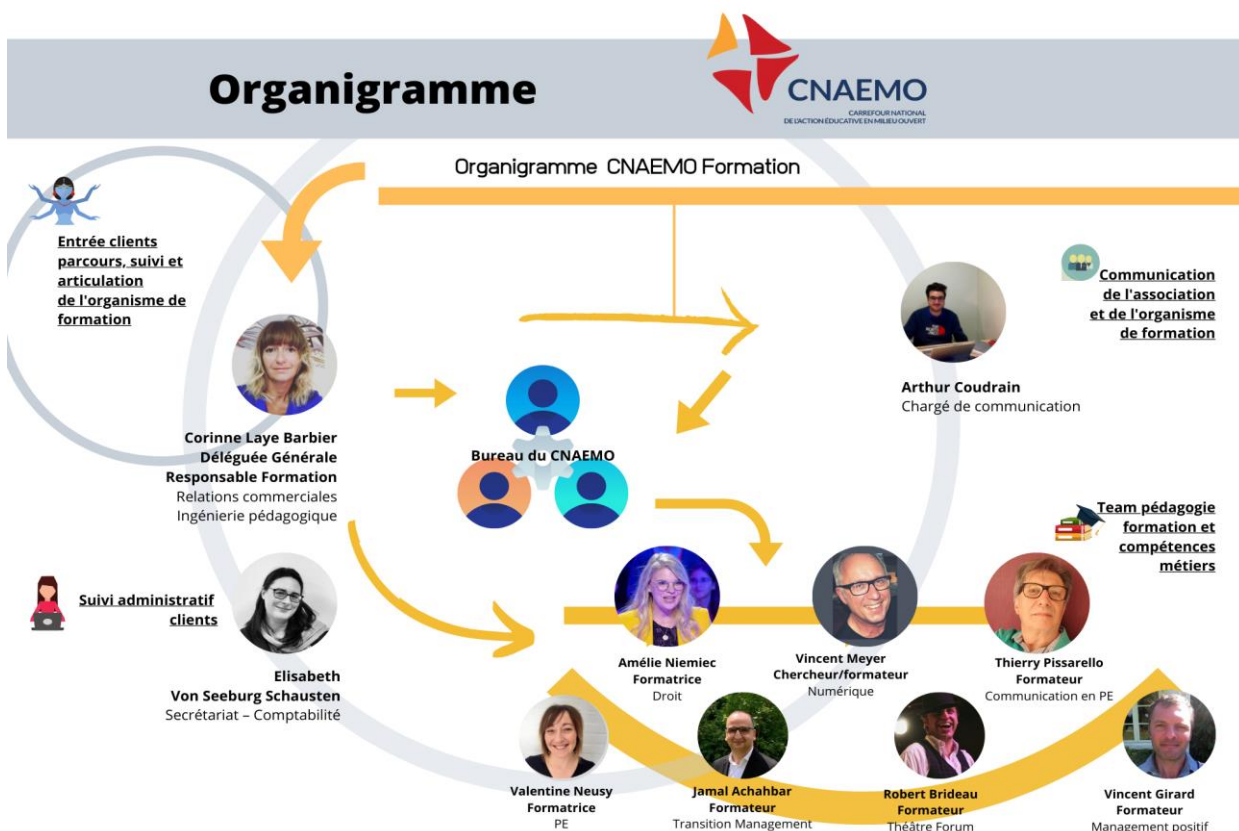 Organigramme
CNAEMO
CARREFOUR NATIONAL
DE L'ACTION ÉDUCATIVE EN MILIEU OUVERT
Organigramme CNAEMO Formation
Entrée clients
parcours, suivi et
articulation
de l'organisme de
formation
Communication
de l'association
et de l'organisme
de formation
Arthur Coudrain
Chargé de communication
Corinne Laye Barbier
Déléguée Générale
Responsable Formation
Relations commerciales
Ingénierie pédagogique
Bureau du CNAEMO
Team pédagogie
formation et
compétences
métiers
Suivi administratif
clients
Elisabeth
Von Seeburg Schausten
Secrétariat – Comptabilité
Amélie Niemiec
Formatrice
Droit
Vincent Meyer
Chercheur/formateur
Numérique
Thierry Pissarello
Formateur
Communication en PE
Valentine Neusy
Formatrice
PE
Jamal Achahbar
Formateur
Transition Management
Robert Brideau
Formateur
Théâtre Forum
Vincent Girard
Formateur
Management positif